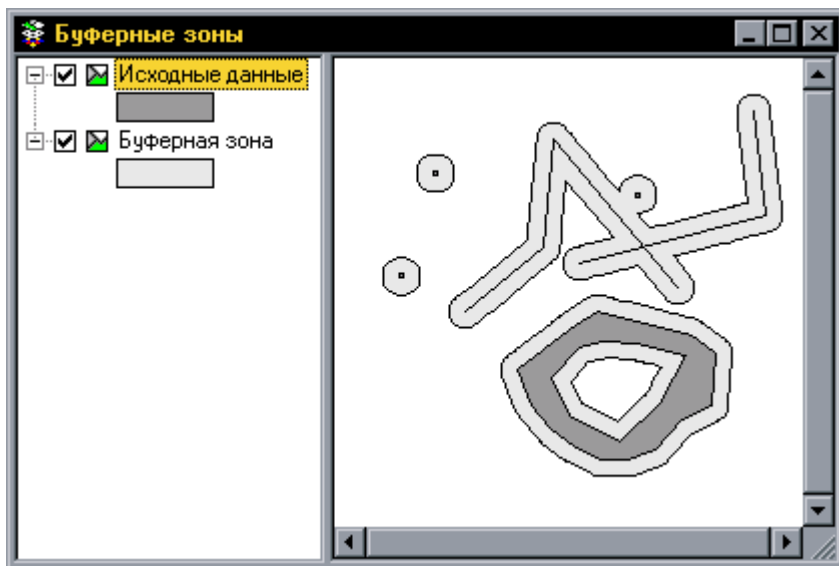 Буферные зоны
Исходные данные
Буферная зона